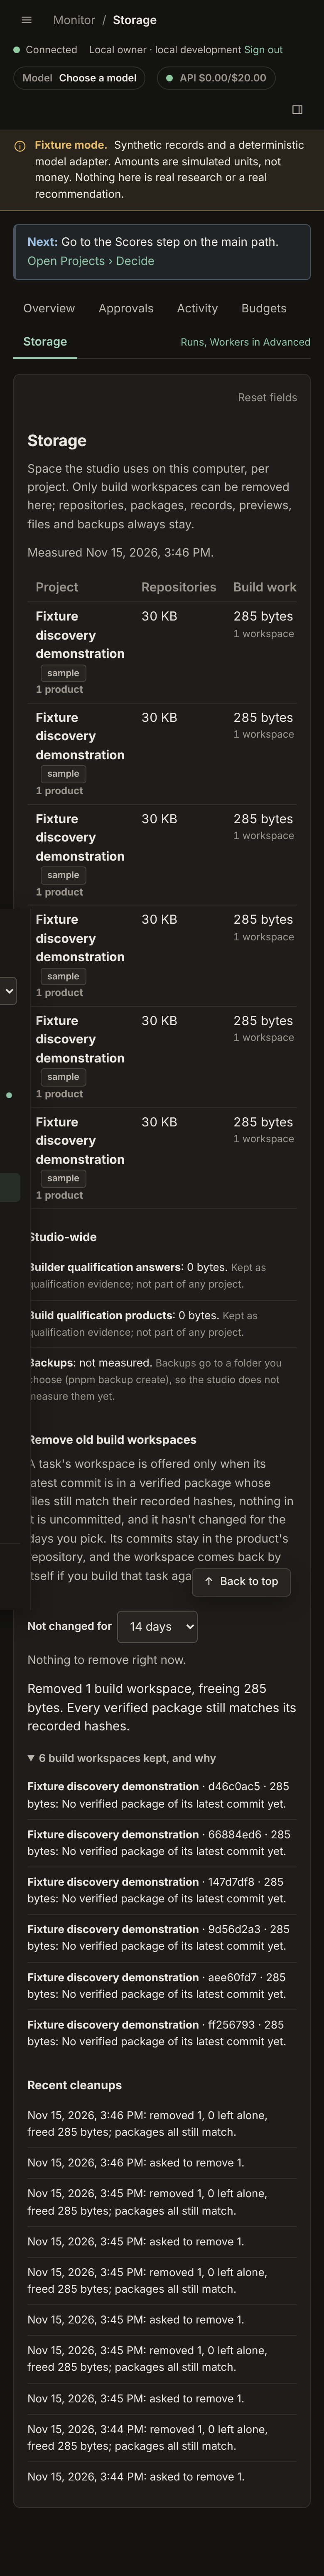 Monitor / Storage
Connected Local owner · local development Sign out
Model Choose a model API $0.00/$20.00
Fixture mode. Synthetic records and a deterministic
model adapter. Amounts are simulated units, not
money. Nothing here is real research or a real
recommendation.
Next: Go to the Scores step on the main path.
Open Projects › Decide
Overview Approvals Activity Budgets
Storage Runs, Workers in Advanced
Reset fields
Storage
Space the studio uses on this computer, per
project. Only build workspaces can be removed
here; repositories, packages, records, previews,
files and backups always stay.
Measured Nov 15, 2026, 3:46 PM.
Project Repositories Build work
Fixture 30 KB 285 bytes
discovery 1 workspace
demonstration
sample
1 product
Fixture 30 KB 285 bytes
discovery 1 workspace
demonstration
sample
1 product
Fixture 30 KB 285 bytes
discovery 1 workspace
demonstration
sample
1 product
Fixture 30 KB 285 bytes
discovery 1 workspace
demonstration
sample
1 product
Fixture 30 KB 285 bytes
discovery 1 workspace
demonstration
sample
1 product
Fixture 30 KB 285 bytes
discovery 1 workspace
demonstration
sample
1 product
Studio-wide
Builder qualification answers: 0 bytes. Kept as
qualification evidence; not part of any project.
Build qualification products: 0 bytes. Kept as
qualification evidence; not part of any project.
Backups: not measured. Backups go to a folder you
choose (pnpm backup create), so the studio does not
measure them yet.
Remove old build workspaces
A task's workspace is offered only when its
latest commit is in a verified package whose
files still match their recorded hashes, nothing in
it is uncommitted, and it hasn't changed for the
days you pick. Its commits stay in the product's
repository, and the workspace comes back by
itself if you build that task aga
↑ Back to top
Not changed for 14 days
Nothing to remove right now.
Removed 1 build workspace, freeing 285
bytes. Every verified package still matches its
recorded hashes.
▼ 6 build workspaces kept, and why
Fixture discovery demonstration · d46c0ac5 · 285
bytes: No verified package of its latest commit yet.
Fixture discovery demonstration · 66884ed6 · 285
bytes: No verified package of its latest commit yet.
Fixture discovery demonstration · 147d7df8 · 285
bytes: No verified package of its latest commit yet.
Fixture discovery demonstration · 9d56d2a3 · 285
bytes: No verified package of its latest commit yet.
Fixture discovery demonstration · aee60fd7 · 285
bytes: No verified package of its latest commit yet.
Fixture discovery demonstration · ff256793 · 285
bytes: No verified package of its latest commit yet.
Recent cleanups
Nov 15, 2026, 3:46 PM: removed 1, 0 left alone,
freed 285 bytes; packages all still match.
Nov 15, 2026, 3:46 PM: asked to remove 1.
Nov 15, 2026, 3:45 PM: removed 1, 0 left alone,
freed 285 bytes; packages all still match.
Nov 15, 2026, 3:45 PM: asked to remove 1.
Nov 15, 2026, 3:45 PM: removed 1, 0 left alone,
freed 285 bytes; packages all still match.
Nov 15, 2026, 3:45 PM: asked to remove 1.
Nov 15, 2026, 3:45 PM: removed 1, 0 left alone,
freed 285 bytes; packages all still match.
Nov 15, 2026, 3:45 PM: asked to remove 1.
Nov 15, 2026, 3:44 PM: removed 1, 0 left alone,
freed 285 bytes; packages all still match.
Nov 15, 2026, 3:44 PM: asked to remove 1.